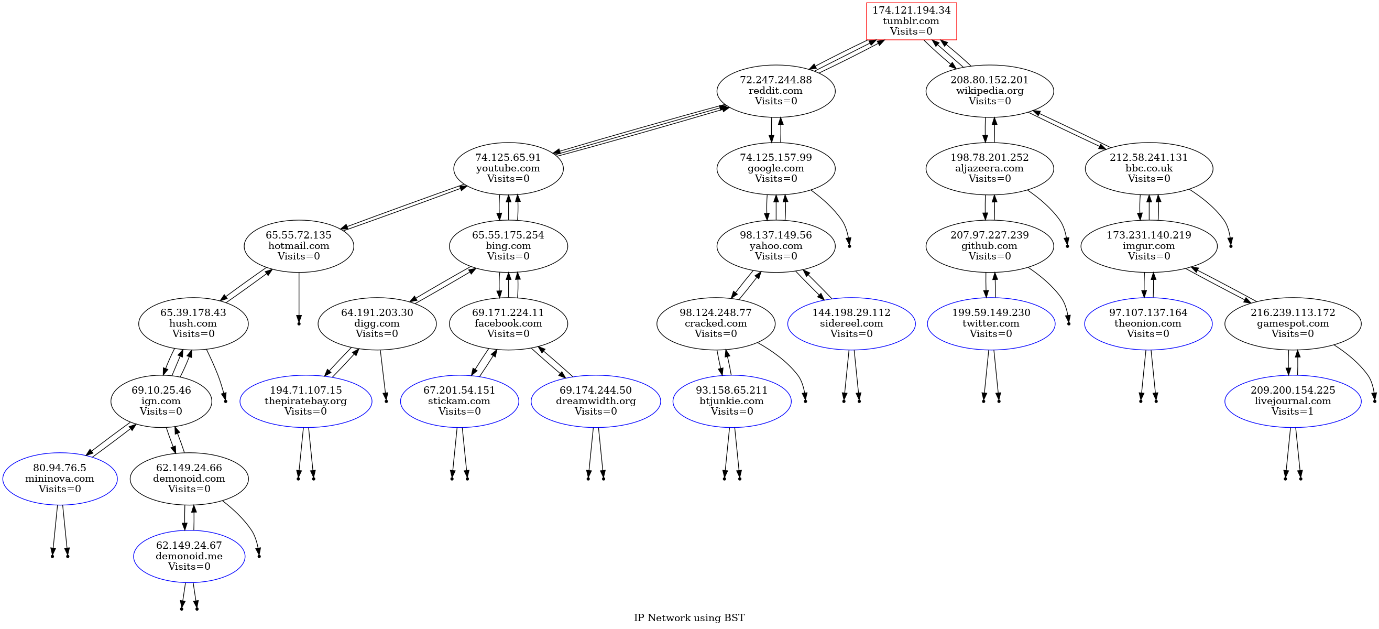 174.121.194.34
tumblr.com
Visits=0
72.247.244.88
reddit.com
Visits=0
208.80.152.201
wikipedia.org
Visits=0
74.125.65.91
youtube.com
Visits=0
74.125.157.99
google.com
Visits=0
198.78.201.252
aljazeera.com
Visits=0
212.58.241.131
bbc.co.uk
Visits=0
65.55.72.135
hotmail.com
Visits=0
65.55.175.254
bing.com
Visits=0
98.137.149.56
yahoo.com
Visits=0
207.97.227.239
github.com
Visits=0
173.231.140.219
imgur.com
Visits=0
65.39.178.43
hush.com
Visits=0
64.191.203.30
digg.com
Visits=0
69.171.224.11
facebook.com
Visits=0
98.124.248.77
cracked.com
Visits=0
144.198.29.112
sidereel.com
Visits=0
199.59.149.230
twitter.com
Visits=0
97.107.137.164
theonion.com
Visits=0
216.239.113.172
gamespot.com
Visits=0
69.10.25.46
ign.com
Visits=0
194.71.107.15
thepiratebay.org
Visits=0
67.201.54.151
stickam.com
Visits=0
69.174.244.50
dreamwidth.org
Visits=0
93.158.65.211
btjunkie.com
Visits=0
209.200.154.225
livejournal.com
Visits=1
80.94.76.5
mininova.com
Visits=0
62.149.24.66
demonoid.com
Visits=0
62.149.24.67
demonoid.me
Visits=0
IP Network using BST